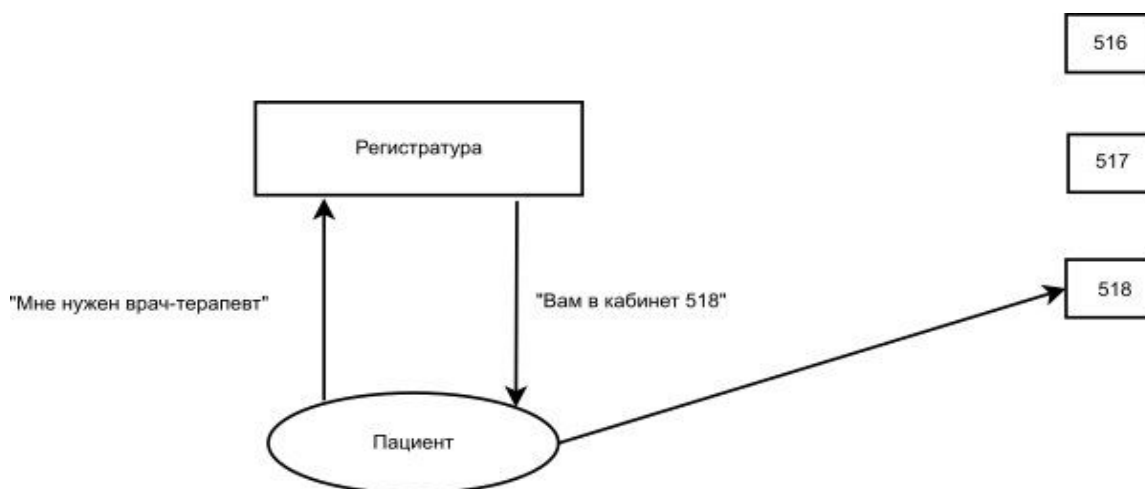 516
Регистратура
517
"Мне нужен врач-терапевт"
"Вам в кабинет 518"
518
Пациент